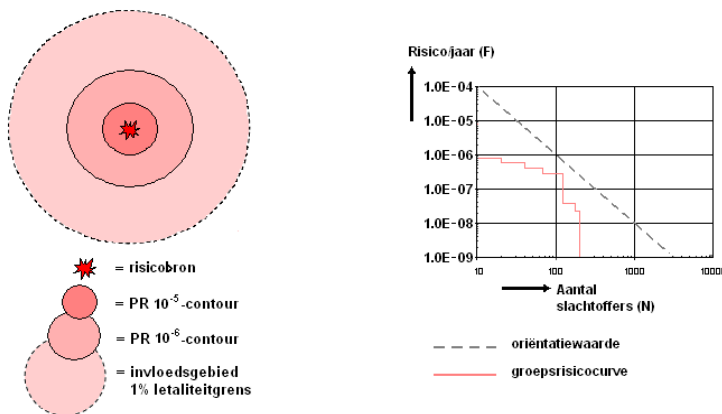 = risicobron
= PR 10⁻⁵-contour
= PR 10⁻⁶-contour
= invloedsgebied
1% letaliteitgrens
Risico/jaar (F)
1.0E-04
1.0E-05
1.0E-06
1.0E-07
1.0E-08
1.0E-09
10 100 1000 10000
Aantal
slachtoffers (N)
oriëntatiewaarde
groepsrisicocurve